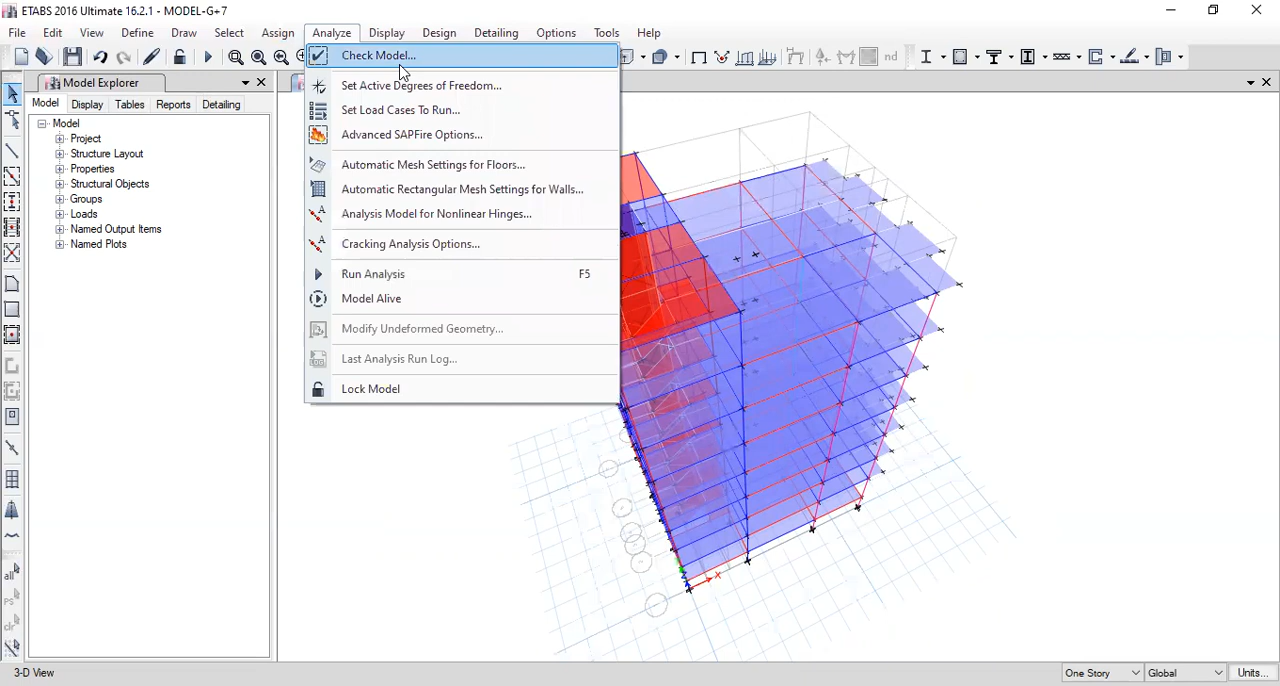 ETABS 2016 Ultimate 16.2.1 - MODEL-G+7
File Edit View Define Draw Select Assign Analyze Display Design Detailing Options Tools Help
nd
Model Explorer
Model Display Tables Reports Detailing
Model
Project
Structure Layout
Properties
Structural Objects
Groups
Loads
Named Output Items
Named Plots
Check Model...
Set Active Degrees of Freedom...
Set Load Cases To Run...
Advanced SAPFire Options...
Automatic Mesh Settings for Floors...
Automatic Rectangular Mesh Settings for Walls...
Analysis Model for Nonlinear Hinges...
Cracking Analysis Options...
Run Analysis F5
Model Alive
Modify Undeformed Geometry...
Last Analysis Run Log...
Lock Model
X
all
PS
clr
3-D View One Story Global Units...